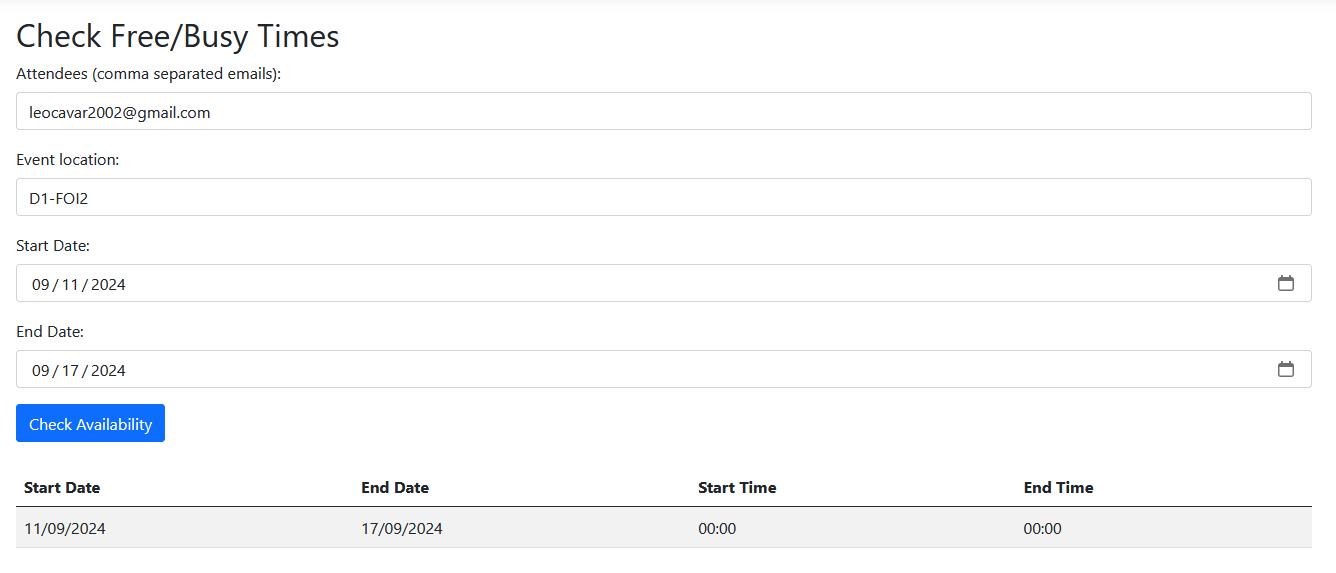 Check Free/Busy Times
Attendees (comma separated emails):
leocavar2002@gmail.com
Event location:
D1-FOI2
Start Date:
09/11/2024
End Date:
09/17/2024
Check Availability
Start Date End Date Start Time End Time
11/09/2024 17/09/2024 00:00 00:00